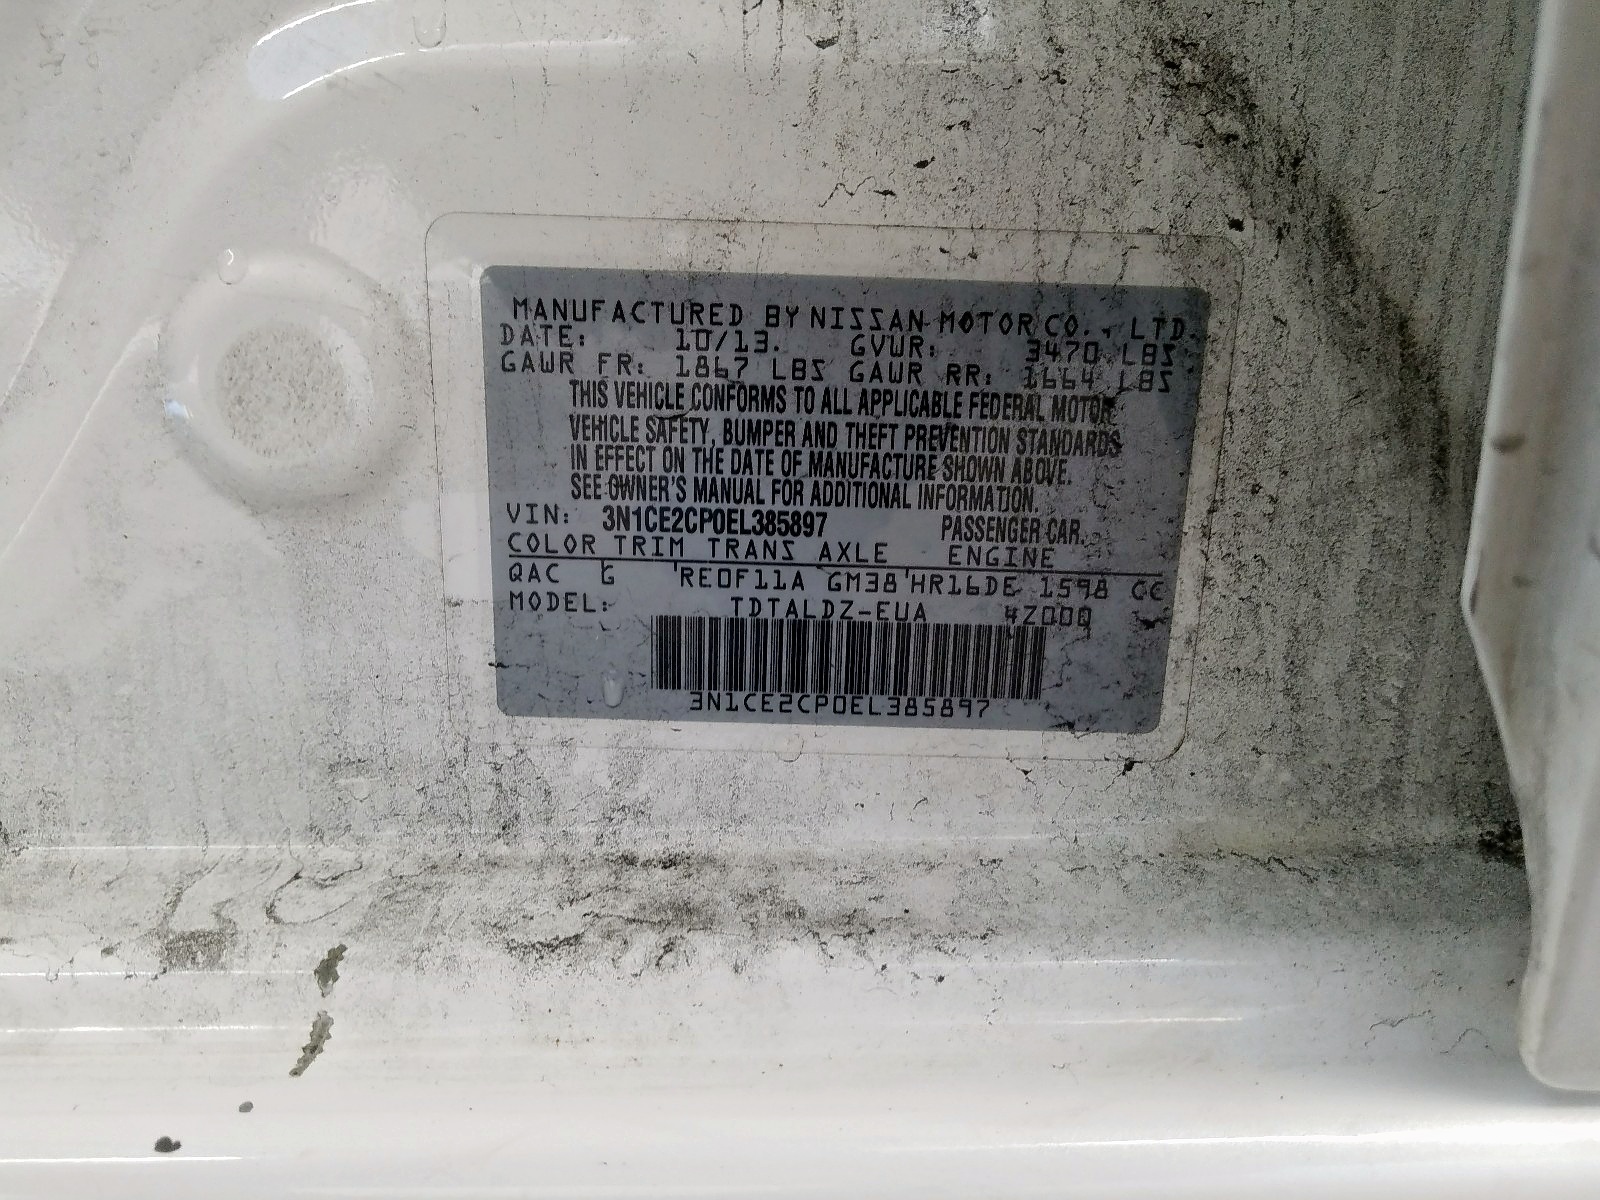 MANUFACTURED BY NISSAN MOTOR CO., LTD.
DATE: 10/13. GVWR: 3470 LBS
GAWR FR: 1867 LBS GAWR RR: 1664 LBS
THIS VEHICLE CONFORMS TO ALL APPLICABLE FEDERAL MOTOR
VEHICLE SAFETY, BUMPER AND THEFT PREVENTION STANDARDS
IN EFFECT ON THE DATE OF MANUFACTURE SHOWN ABOVE.
SEE OWNER'S MANUAL FOR ADDITIONAL INFORMATION.
VIN: 3N1CE2CP0EL385897 PASSENGER CAR.
COLOR TRIM TRANS AXLE ENGINE
QAC G RE0F11A GM38 HR16DE 1598 CC
MODEL: TDTALDZ-EUA 4Z000
3N1CE2CP0EL385897